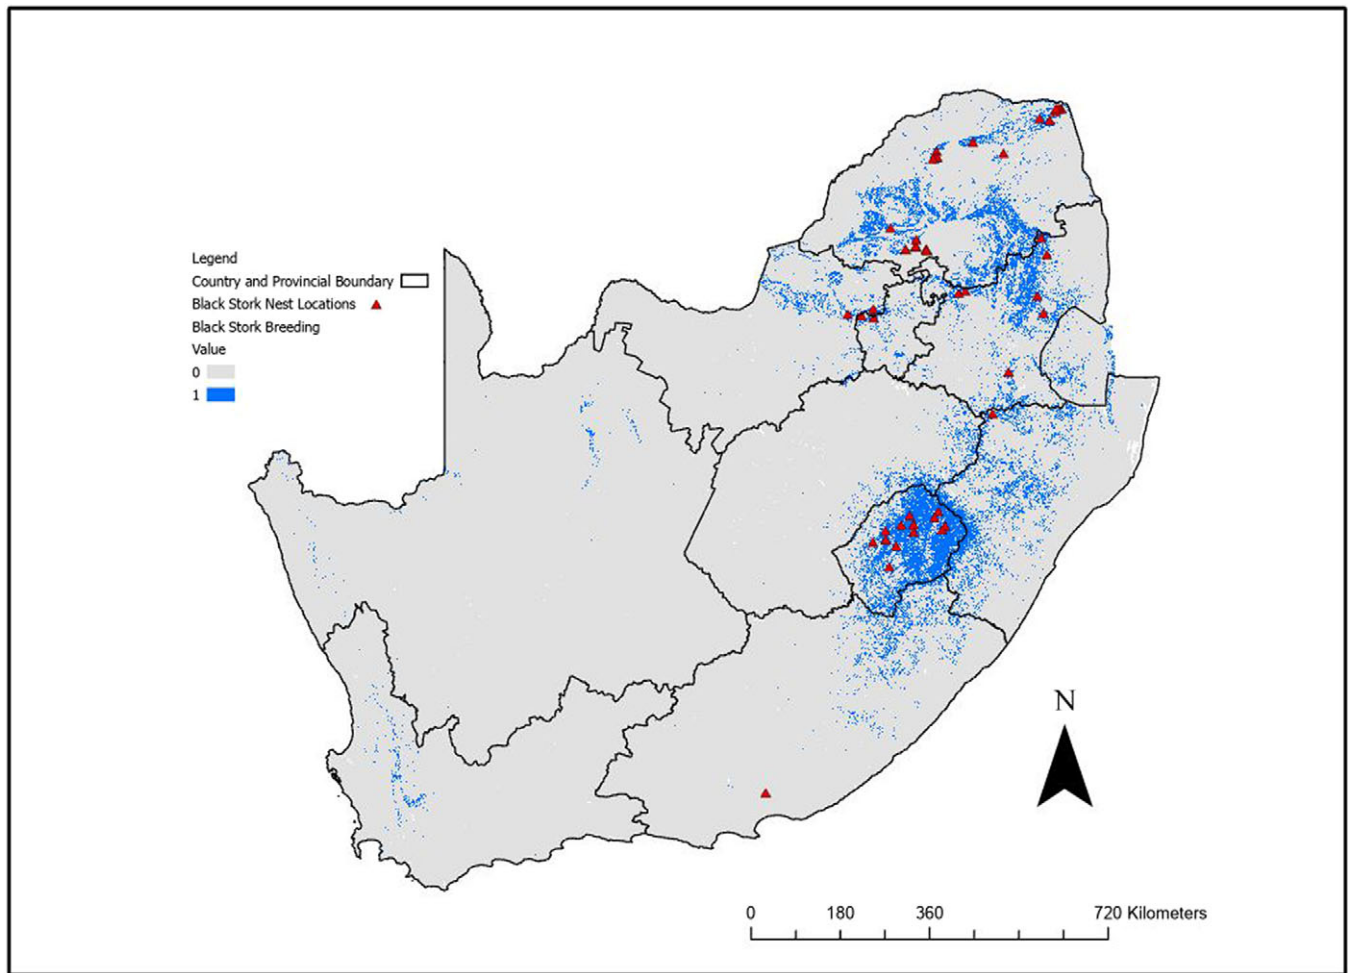 Legend
Country and Provincial Boundary
Black Stork Nest Locations
Black Stork Breeding
Value
0
1
N
0 180 360 720 Kilometers